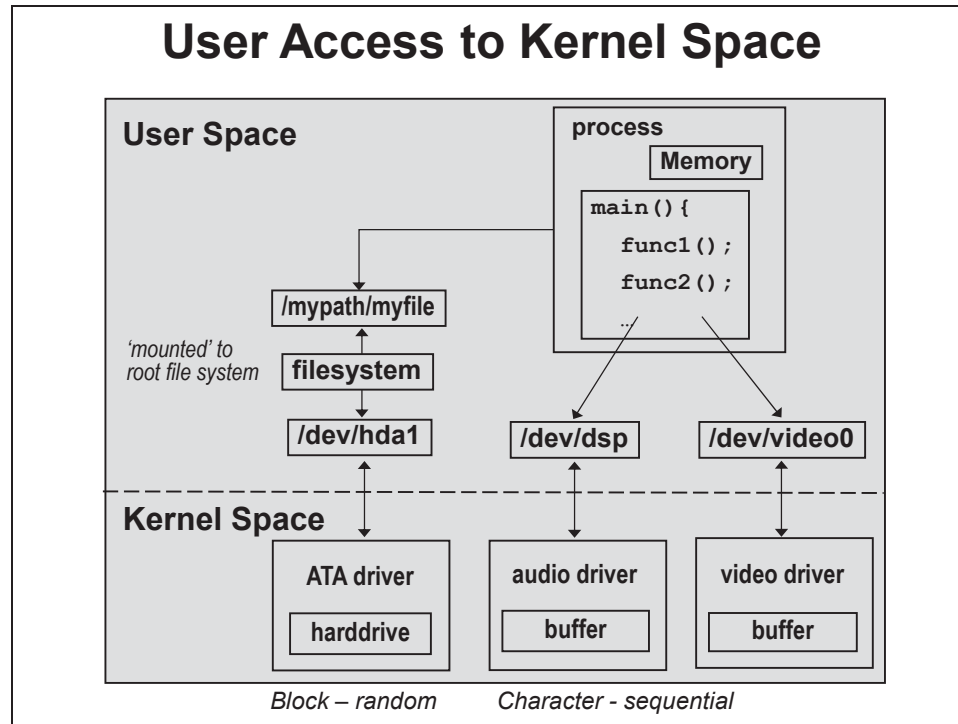 User Access to Kernel Space
User Space
process
Memory
main(){
func1();
func2();
…
/mypath/myfile
'mounted' to
root file system
filesystem
/dev/hda1
/dev/dsp
/dev/video0
Kernel Space
ATA driver
harddrive
audio driver
buffer
video driver
buffer
Block – random
Character - sequential